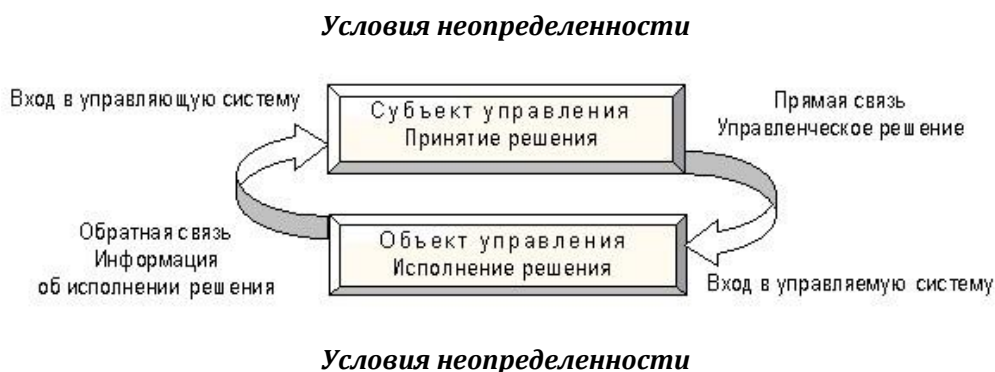 Условия неопределенности
Вход в управляющую систему
Субъект управления
Принятие решения
Прямая связь
Управленческое решение
Обратная связь
Информация
об исполнении решения
Объект управления
Исполнение решения
Вход в управляемую систему
Условия неопределенности